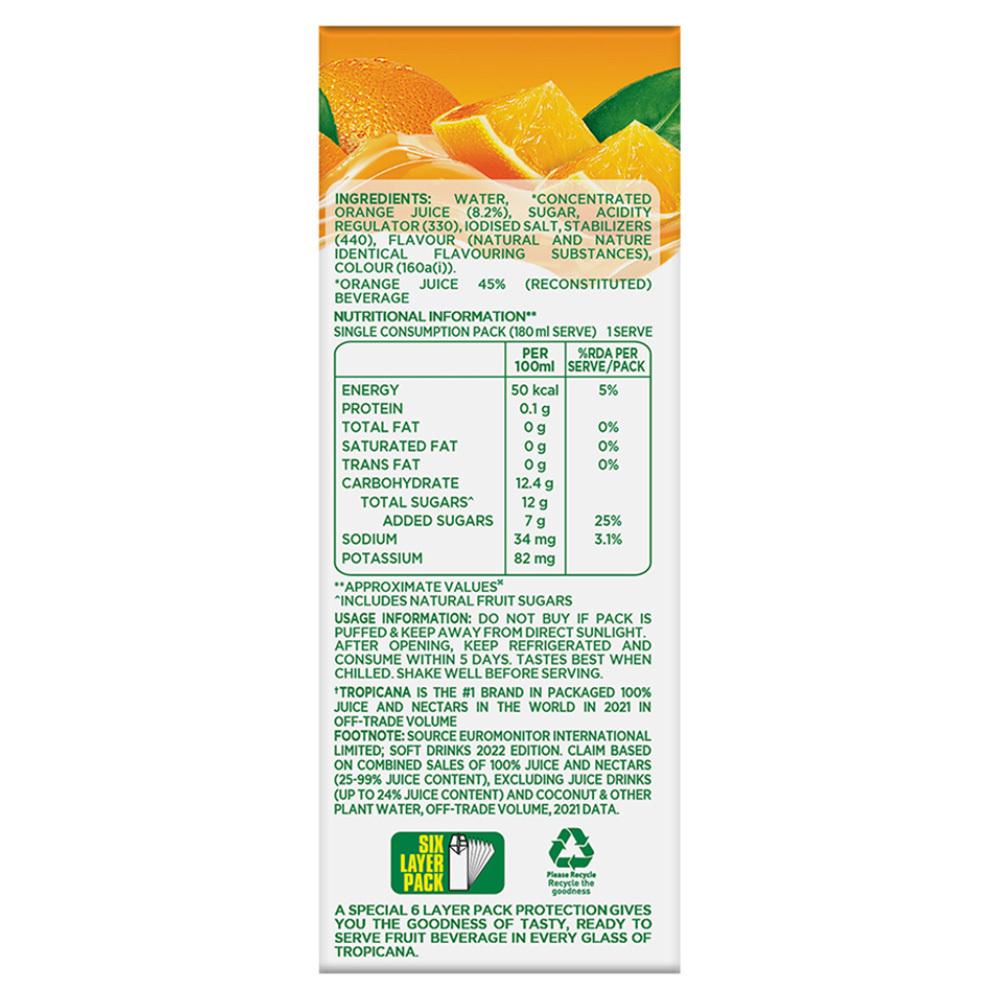 INGREDIENTS: WATER, *CONCENTRATED
ORANGE JUICE (8.2%), SUGAR, ACIDITY
REGULATOR (330), IODISED SALT, STABILIZERS
(440), FLAVOUR (NATURAL AND NATURE
IDENTICAL FLAVOURING SUBSTANCES),
COLOUR (160a(i)).
*ORANGE JUICE 45% (RECONSTITUTED)
BEVERAGE
NUTRITIONAL INFORMATION**
SINGLE CONSUMPTION PACK (180 ml SERVE) 1 SERVE
PER 100ml %RDA PER SERVE/PACK
ENERGY 50 kcal 5%
PROTEIN 0.1 g
TOTAL FAT 0 g 0%
SATURATED FAT 0 g 0%
TRANS FAT 0 g 0%
CARBOHYDRATE 12.4 g
TOTAL SUGARS^ 12 g
ADDED SUGARS 7 g 25%
SODIUM 34 mg 3.1%
POTASSIUM 82 mg
**APPROXIMATE VALUES*
^INCLUDES NATURAL FRUIT SUGARS
USAGE INFORMATION: DO NOT BUY IF PACK IS
PUFFED & KEEP AWAY FROM DIRECT SUNLIGHT.
AFTER OPENING, KEEP REFRIGERATED AND
CONSUME WITHIN 5 DAYS. TASTES BEST WHEN
CHILLED. SHAKE WELL BEFORE SERVING.
†TROPICANA IS THE #1 BRAND IN PACKAGED 100%
JUICE AND NECTARS IN THE WORLD IN 2021 IN
OFF-TRADE VOLUME
FOOTNOTE: SOURCE EUROMONITOR INTERNATIONAL
LIMITED; SOFT DRINKS 2022 EDITION. CLAIM BASED
ON COMBINED SALES OF 100% JUICE AND NECTARS
(25-99% JUICE CONTENT), EXCLUDING JUICE DRINKS
(UP TO 24% JUICE CONTENT) AND COCONUT & OTHER
PLANT WATER, OFF-TRADE VOLUME, 2021 DATA.
SIX
LAYER
PACK
Please Recycle
Recycle the
goodness
A SPECIAL 6 LAYER PACK PROTECTION GIVES
YOU THE GOODNESS OF TASTY, READY TO
SERVE FRUIT BEVERAGE IN EVERY GLASS OF
TROPICANA.